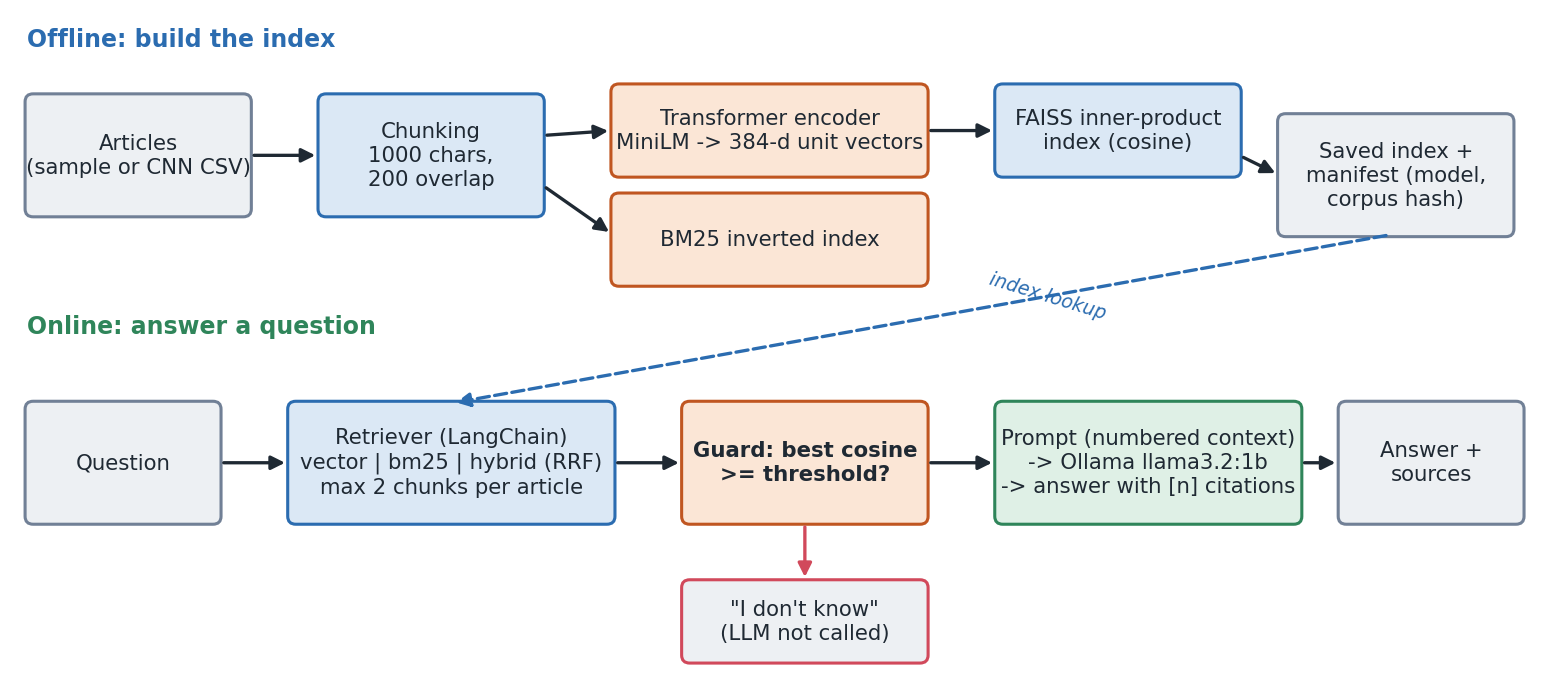 Offline: build the index
Articles
(sample or CNN CSV)
Chunking
1000 chars,
200 overlap
Transformer encoder
MiniLM -> 384-d unit vectors
BM25 inverted index
FAISS inner-product
index (cosine)
Saved index +
manifest (model,
corpus hash)
index lookup
Online: answer a question
Question
Retriever (LangChain)
vector | bm25 | hybrid (RRF)
max 2 chunks per article
Guard: best cosine
>= threshold?
Prompt (numbered context)
-> Ollama llama3.2:1b
-> answer with [n] citations
Answer +
sources
"I don't know"
(LLM not called)